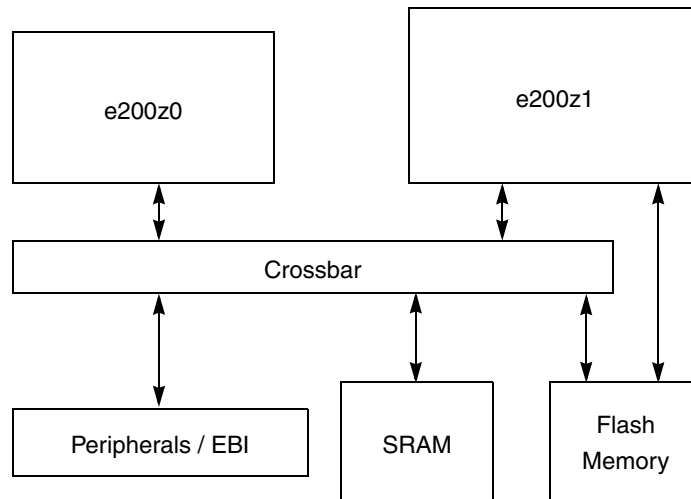 e200z0
e200z1
Crossbar
Peripherals / EBI
SRAM
Flash
Memory